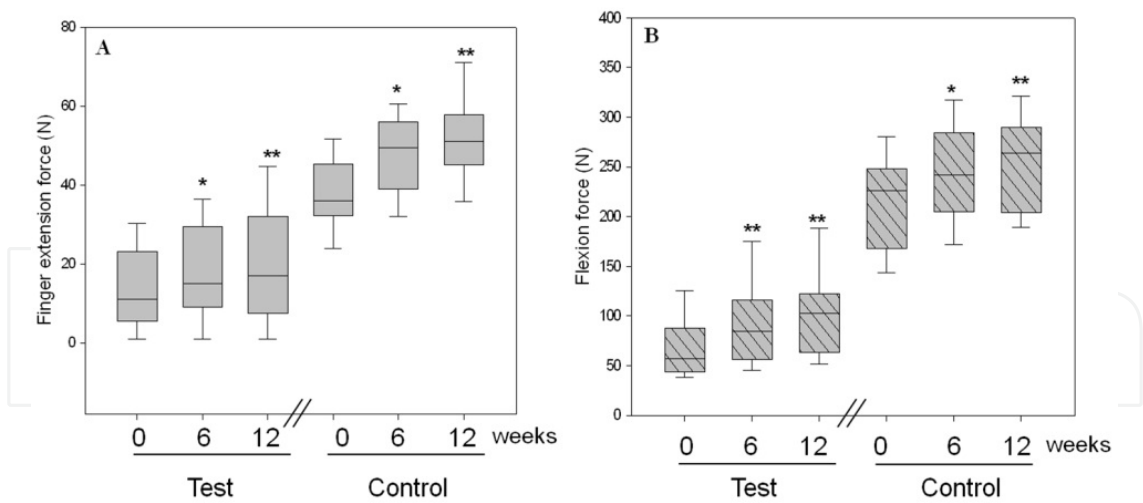 A
Finger extension force (N)
80
60
40
20
0
* ** * **
0 6 12 0 6 12 weeks
Test Control
B
Flexion force (N)
400
350
300
250
200
150
100
50
0
** ** * **
0 6 12 0 6 12 weeks
Test Control